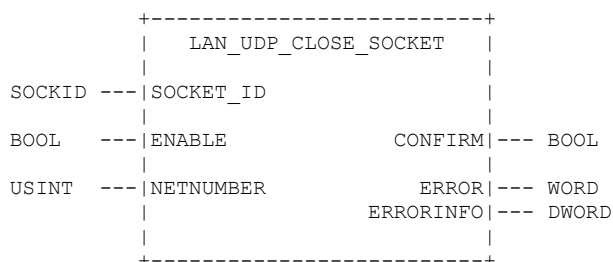 +---------------------------+
| LAN_UDP_CLOSE_SOCKET |
| |
SOCKID ---|SOCKET_ID |
| |
BOOL ---|ENABLE CONFIRM|--- BOOL
| |
USINT ---|NETNUMBER ERROR|--- WORD
| ERRORINFO|--- DWORD
| |
+---------------------------+